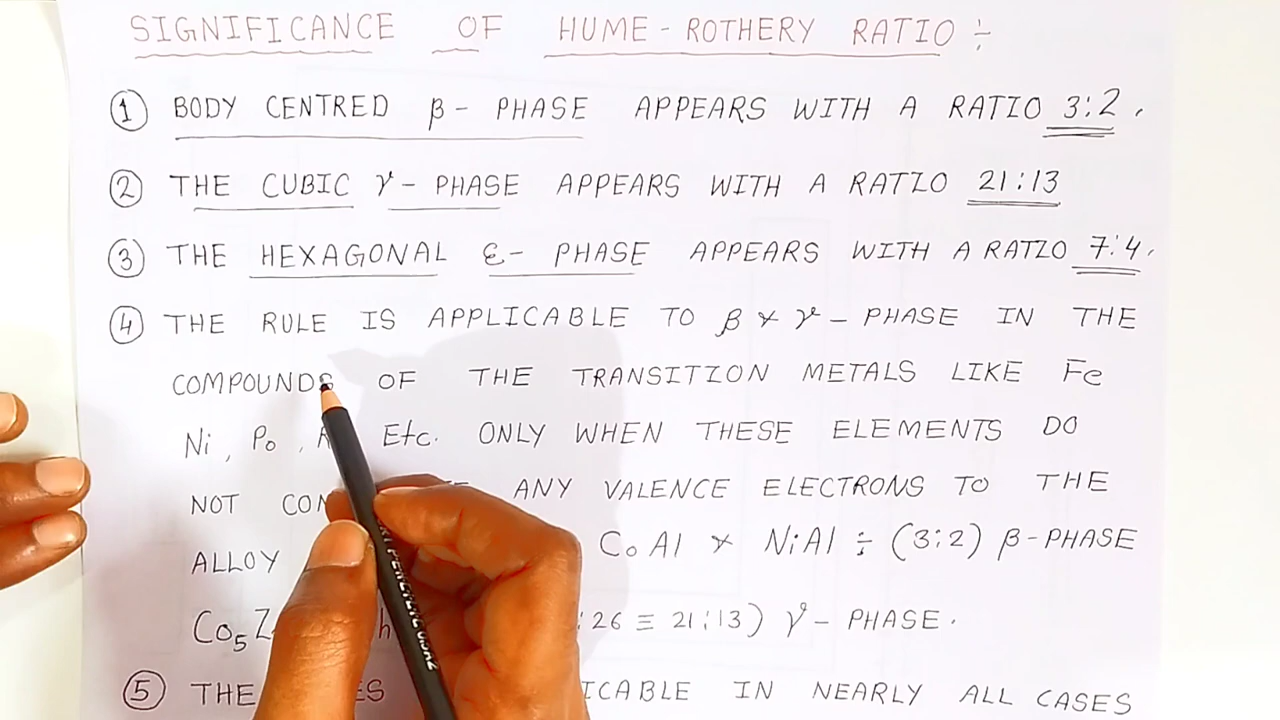 SIGNIFICANCE OF HUME-ROTHERY RATIO ÷
① BODY CENTRED β- PHASE APPEARS WITH A RATIO 3:2.
② THE CUBIC γ- PHASE APPEARS WITH A RATIO 21:13
③ THE HEXAGONAL ε- PHASE APPEARS WITH A RATIO 7:4.
④ THE RULE IS APPLICABLE TO β & γ- PHASE IN THE
COMPOUNDS OF THE TRANSITION METALS LIKE Fe
Ni, Po, Etc. ONLY WHEN THESE ELEMENTS DO
NOT ANY VALENCE ELECTRONS TO THE
ALLOY CoAl & NiAl ÷ (3:2) β-PHASE
:26 ≡ 21:13) γ- PHASE.
⑤ THE IN NEARLY ALL CASES